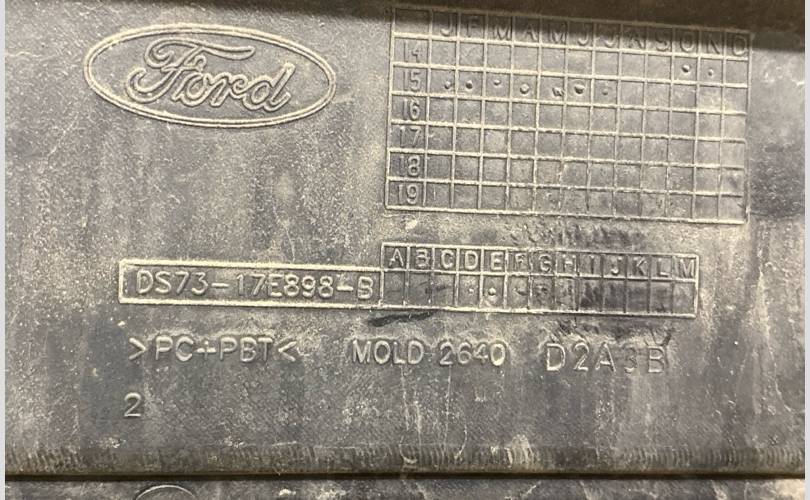 Ford
J F M A M J J A S O N D
14
15
16
17
18
19
A B C D E F G H I J K L M
DS73-17E898-B
>PC+PBT< MOLD 2640 D2A3B
2